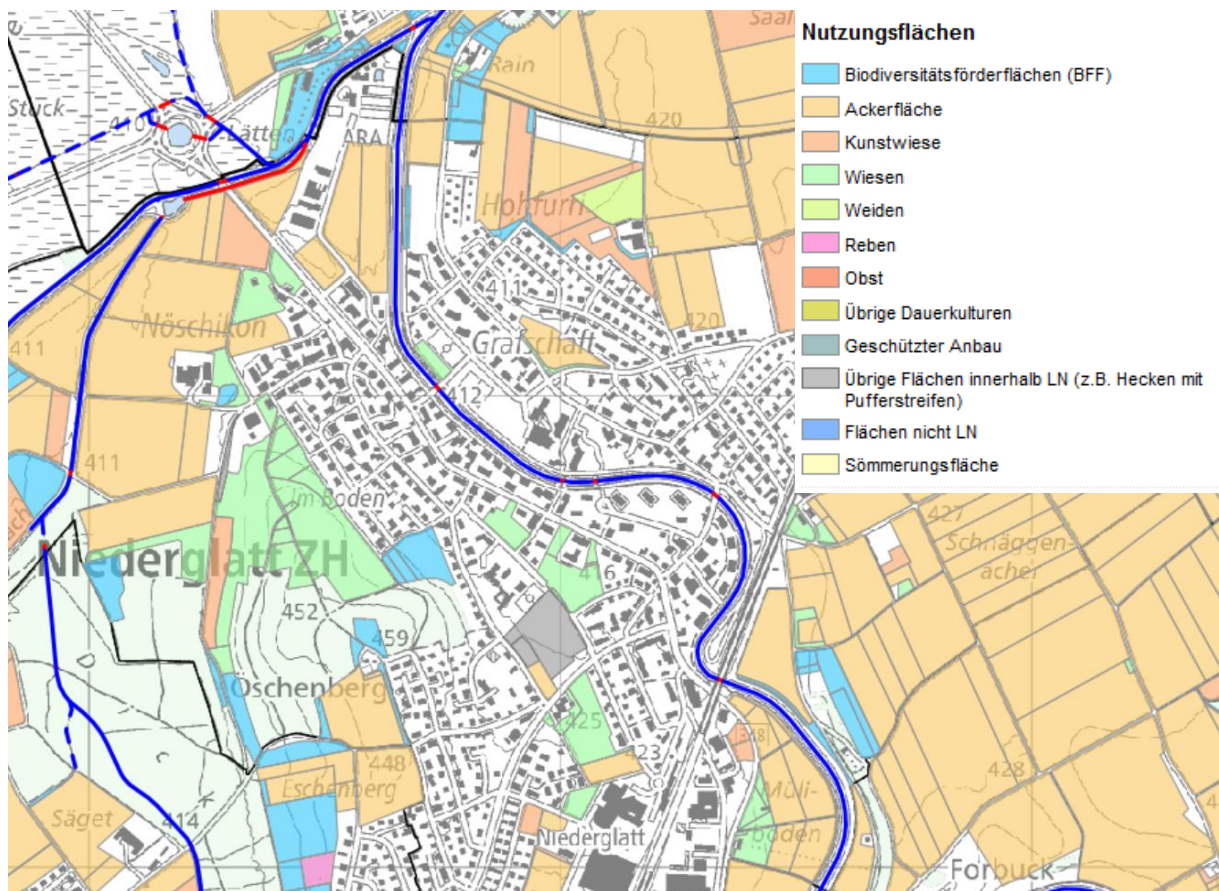 Nutzungsflächen
Biodiversitätsförderflächen (BFF)
Ackerfläche
Kunstwiese
Wiesen
Weiden
Reben
Obst
Übrige Dauerkulturen
Geschützter Anbau
Übrige Flächen innerhalb LN (z.B. Hecken mit
Pufferstreifen)
Flächen nicht LN
Sömmerungsfläche
Rain
Stuck
410
ARA
420
Hohfuri
411
Nöschikon
420
Grafschaft
411
412
411
Im Boden
427
Schnäggen-
acher
Niederglatt ZH
416
452
459
Öschenberg
425
423
348
448
428
Eschenberg
Müli-
boden
Säget
414
Niederglatt
Forbuck